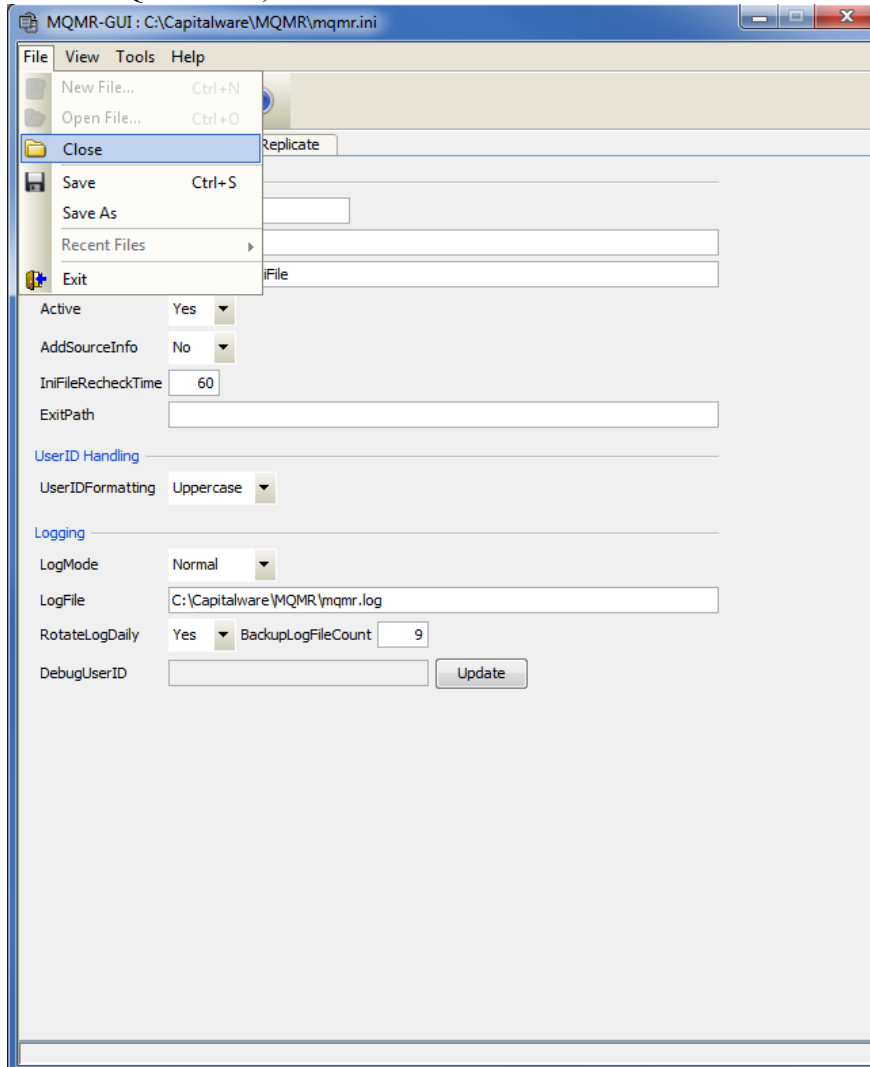 MQMR-GUI : C:\Capitalware\MQMR\mqmr.ini
File View Tools Help
New File... Ctrl+N
Open File... Ctrl+O
Close
Replicate
Save Ctrl+S
Save As
Recent Files
Exit
iFile
Active Yes
AddSourceInfo No
IniFileRecheckTime 60
ExitPath
UserID Handling
UserIDFormatting Uppercase
Logging
LogMode Normal
LogFile C:\Capitalware\MQMR\mqmr.log
RotateLogDaily Yes BackupLogFileCount 9
DebugUserID Update